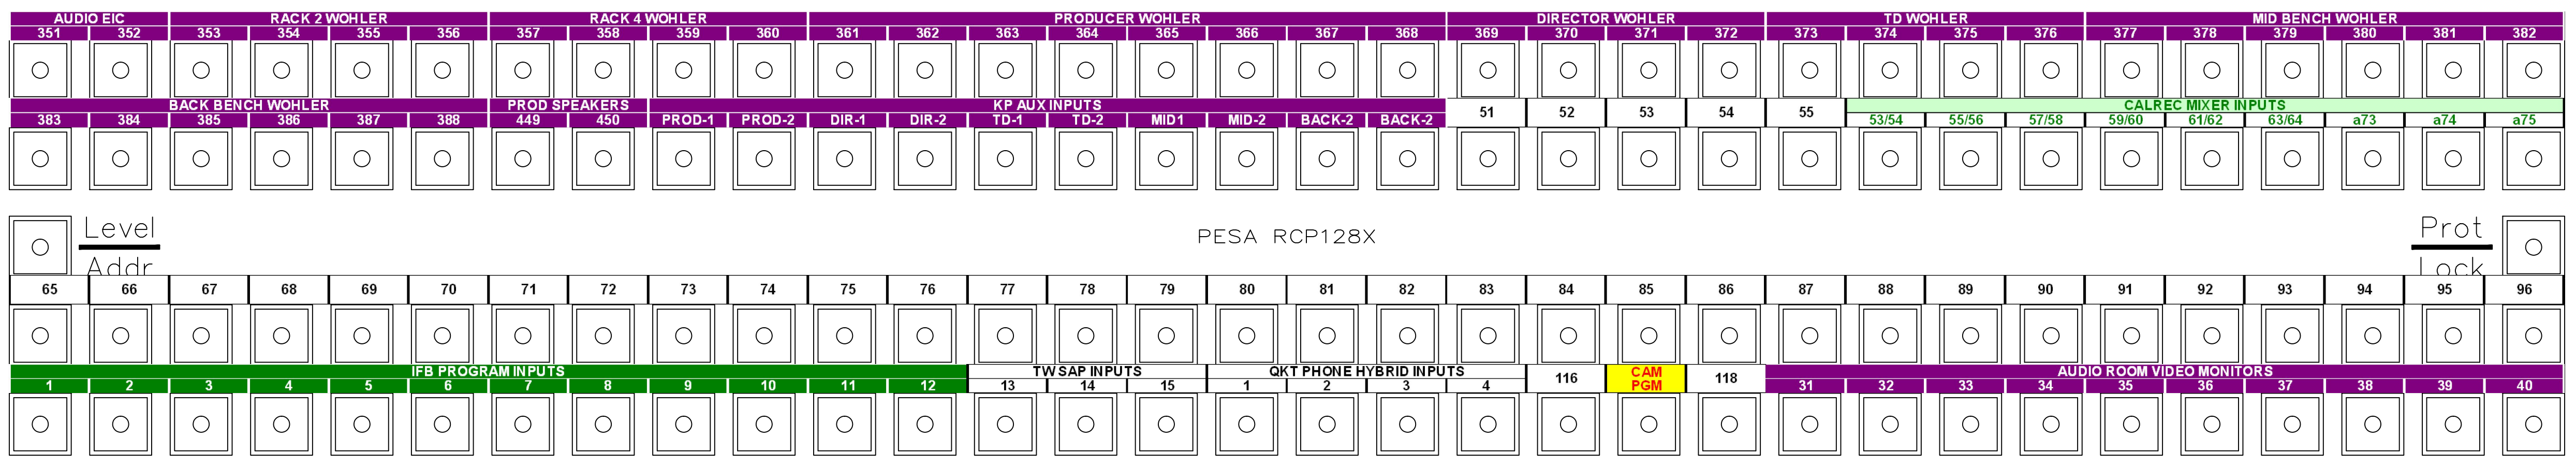 AUDIO EIC RACK 2 WOHLER RACK 4 WOHLER PRODUCER WOHLER DIRECTOR WOHLER TD WOHLER MID BENCH WOHLER
351 352 353 354 355 356 357 358 359 360 361 362 363 364 365 366 367 368 369 370 371 372 373 374 375 376 377 378 379 380 381 382
BACK BENCH WOHLER PROD SPEAKERS KP AUX INPUTS 51 52 53 54 55 CALREC MIXER INPUTS
383 384 385 386 387 388 449 450 PROD-1 PROD-2 DIR-1 DIR-2 TD-1 TD-2 MID1 MID-2 BACK-2 BACK-2 53/54 55/56 57/58 59/60 61/62 63/64 a73 a74 a75
Level PESA RCP128X Prot
Addr Lock
65 66 67 68 69 70 71 72 73 74 75 76 77 78 79 80 81 82 83 84 85 86 87 88 89 90 91 92 93 94 95 96
IFB PROGRAM INPUTS TW SAP INPUTS QKT PHONE HYBRID INPUTS 116 CAM 118 AUDIO ROOM VIDEO MONITORS
1 2 3 4 5 6 7 8 9 10 11 12 13 14 15 1 2 3 4 PGM 31 32 33 34 35 36 37 38 39 40